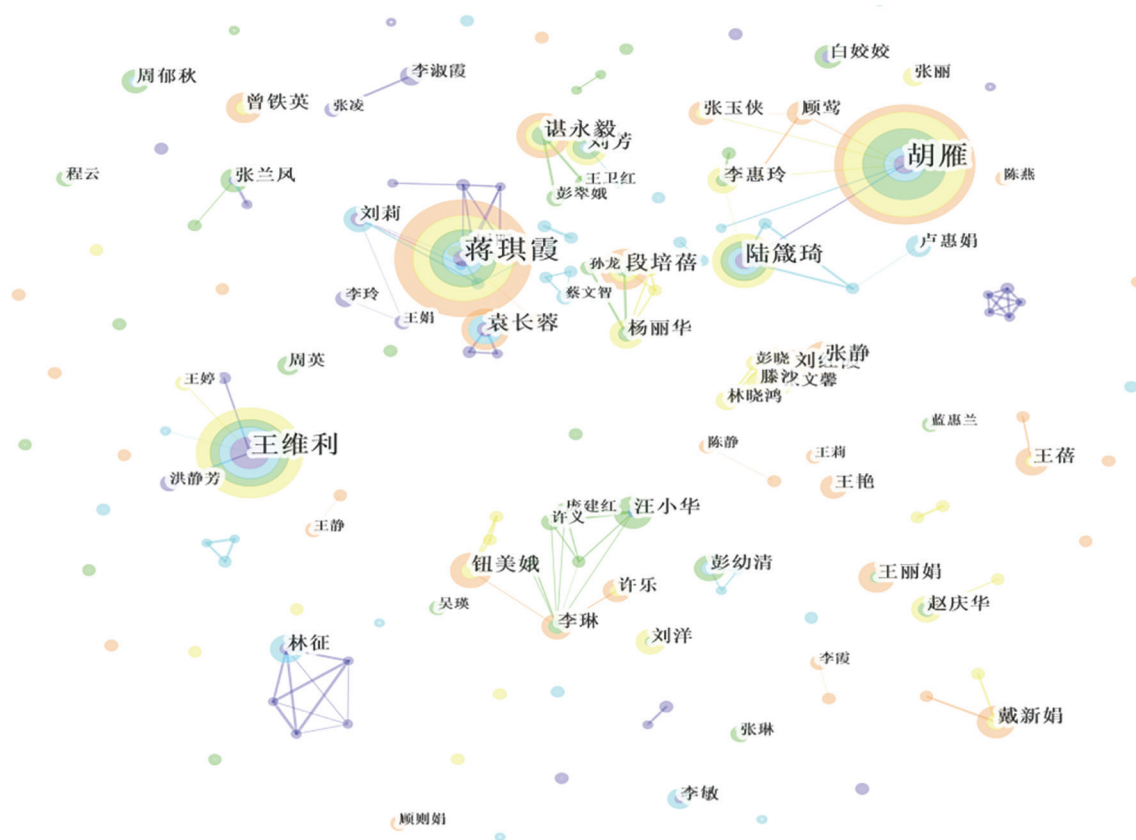 白姣姣
周郁秋
李淑霞
张丽
曾铁英
张凌
张玉侠
顾莺
谌永毅
刘芳
胡雁
程云
张兰凤
王卫红
李惠玲
陈燕
彭翠娥
刘莉
蒋琪霞
陆箴琦
卢惠娟
孙龙
段培蓓
李玲
蔡文智
王娟
袁长蓉
杨丽华
周英
彭晓
张静
王婷
滕沙
文馨
林晓鸿
蓝惠兰
王维利
陈静
王莉
王蓓
洪静芳
王艳
王静
庞建红
汪小华
许义
钮美娥
彭幼清
王丽娟
许乐
吴瑛
赵庆华
李琳
林征
刘洋
李霞
戴新娟
张琳
李敏
顾则娟